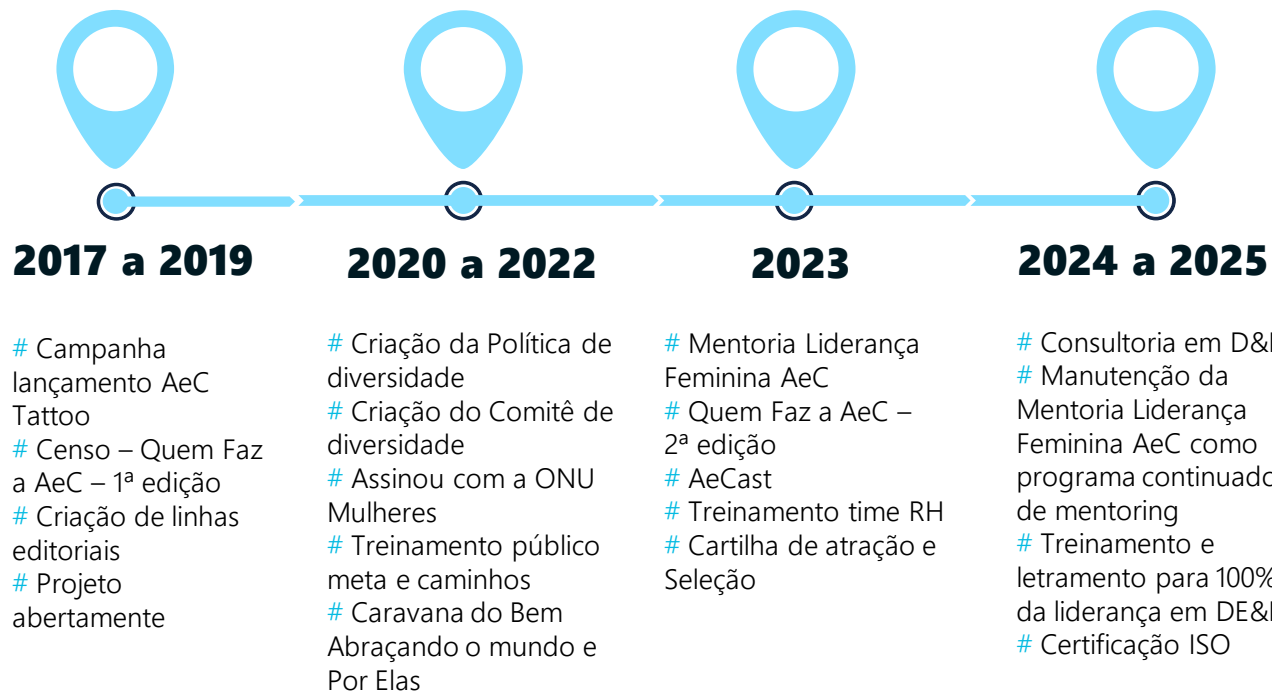 2017 a 2019
# Campanha
lançamento AeC
Tattoo
# Censo – Quem Faz
a AeC – 1ª edição
# Criação de linhas
editoriais
# Projeto
abertamente
2020 a 2022
# Criação da Política de
diversidade
# Criação do Comitê de
diversidade
# Assinou com a ONU
Mulheres
# Treinamento público
meta e caminhos
# Caravana do Bem
Abraçando o mundo e
Por Elas
2023
# Mentoria Liderança
Feminina AeC
# Quem Faz a AeC –
2ª edição
# AeCast
# Treinamento time RH
# Cartilha de atração e
Seleção
2024 a 2025
# Consultoria em D&I
# Manutenção da
Mentoria Liderança
Feminina AeC como
programa continuado
de mentoring
# Treinamento e
letramento para 100%
da liderança em DE&I
# Certificação ISO